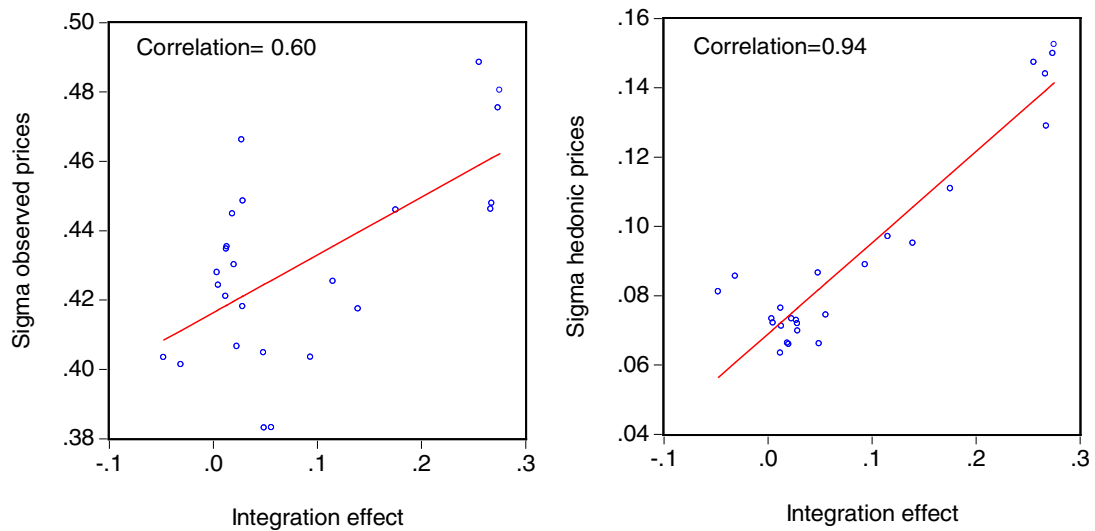 Correlation= 0.60
.50
.48
.46
.44
.42
.40
.38
Sigma observed prices
-.1 .0 .1 .2 .3
Integration effect
Correlation=0.94
.16
.14
.12
.10
.08
.06
.04
Sigma hedonic prices
-.1 .0 .1 .2 .3
Integration effect